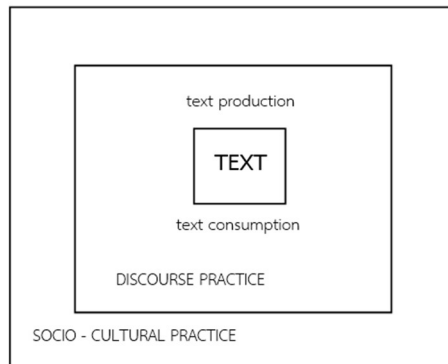 text production
TEXT
text consumption
DISCOURSE PRACTICE
SOCIO - CULTURAL PRACTICE